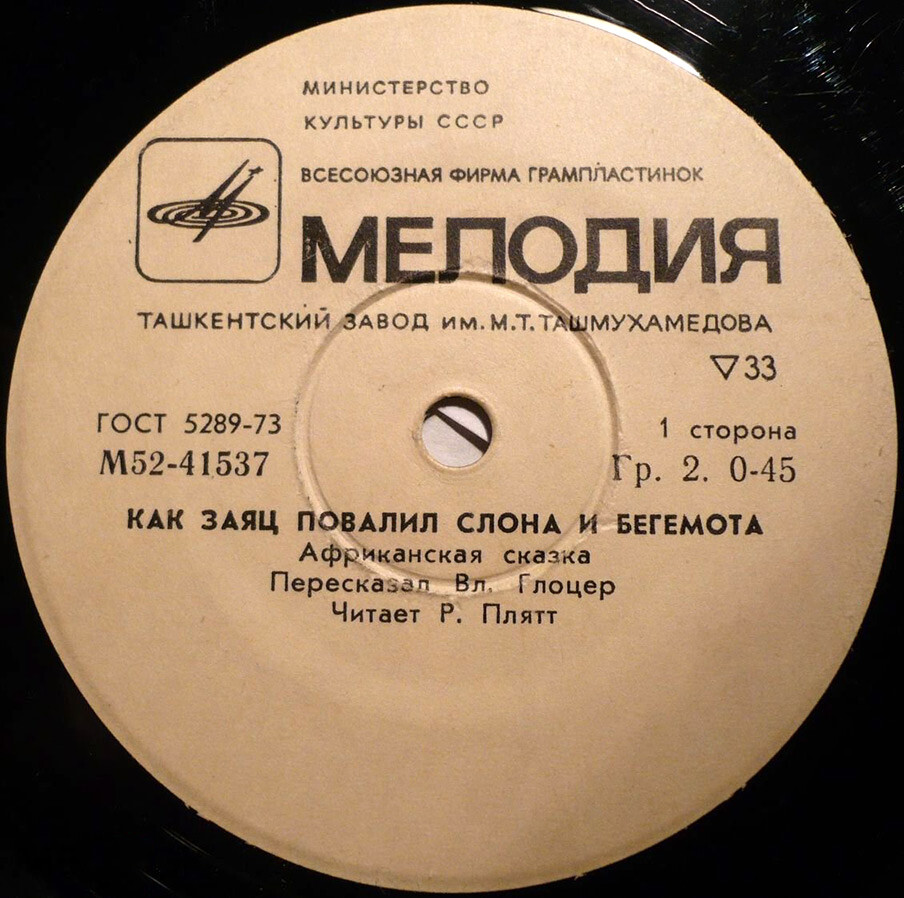 МИНИСТЕРСТВО
КУЛЬТУРЫ СССР
ВСЕСОЮЗНАЯ ФИРМА ГРАМПЛАСТИНОК
МЕЛОДИЯ
ТАШКЕНТСКИЙ ЗАВОД ИМ. М.Т. ТАШМУХАМЕДОВА
▽33
ГОСТ 5289-73
1 сторона
М52-41537
Гр. 2. 0-45
КАК ЗАЯЦ ПОВАЛИЛ СЛОНА И БЕГЕМОТА
Африканская сказка
Пересказал Вл. Глоцер
Читает Р. Плятт